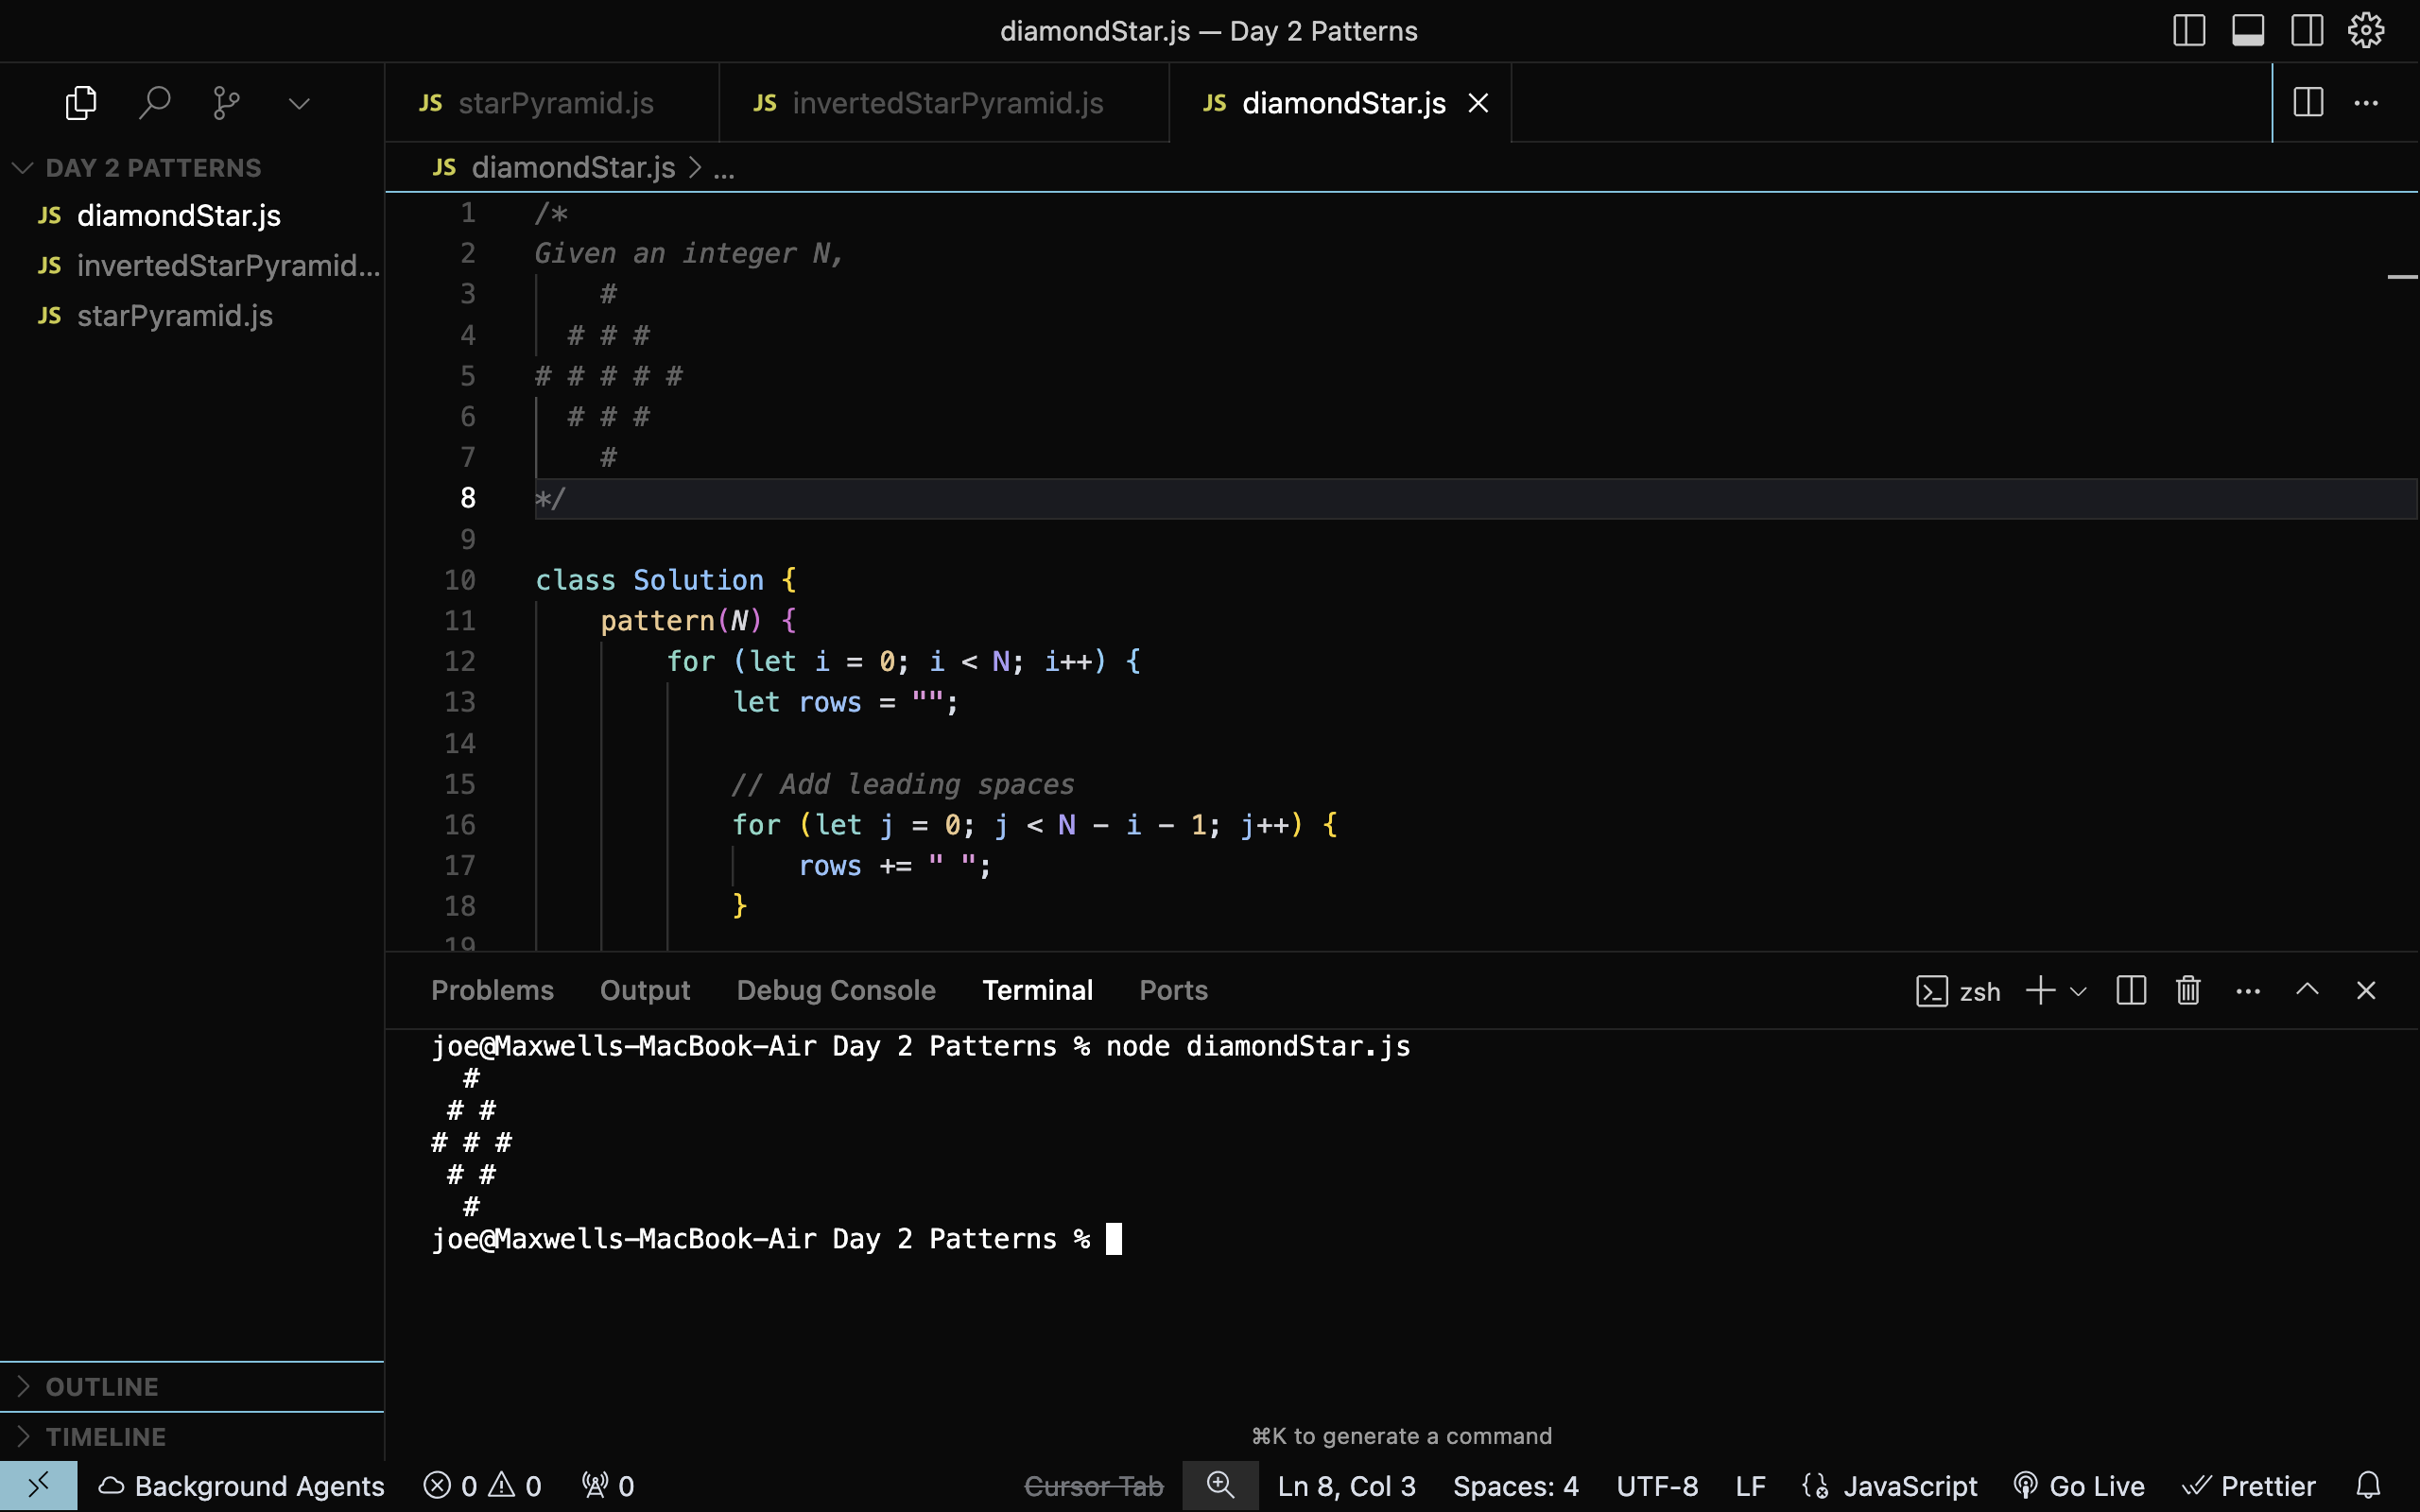 diamondStar.js — Day 2 Patterns
JS starPyramid.js
JS invertedStarPyramid.js
JS diamondStar.js
DAY 2 PATTERNS
JS diamondStar.js
JS invertedStarPyramid...
JS starPyramid.js
JS diamondStar.js > ...
1 /*
2 Given an integer N,
3     #
4   # # #
5 # # # # #
6   # # #
7     #
8 */
9
10 class Solution {
11     pattern(N) {
12         for (let i = 0; i < N; i++) {
13             let rows = "";
14
15             // Add leading spaces
16             for (let j = 0; j < N - i - 1; j++) {
17                 rows += " ";
18             }
19
Problems Output Debug Console Terminal Ports
zsh
joe@Maxwells-MacBook-Air Day 2 Patterns % node diamondStar.js
  #
 # #
# # #
 # #
  #
joe@Maxwells-MacBook-Air Day 2 Patterns %
OUTLINE
TIMELINE
⌘K to generate a command
Background Agents 0 0 0 Cursor Tab Ln 8, Col 3 Spaces: 4 UTF-8 LF JavaScript Go Live Prettier